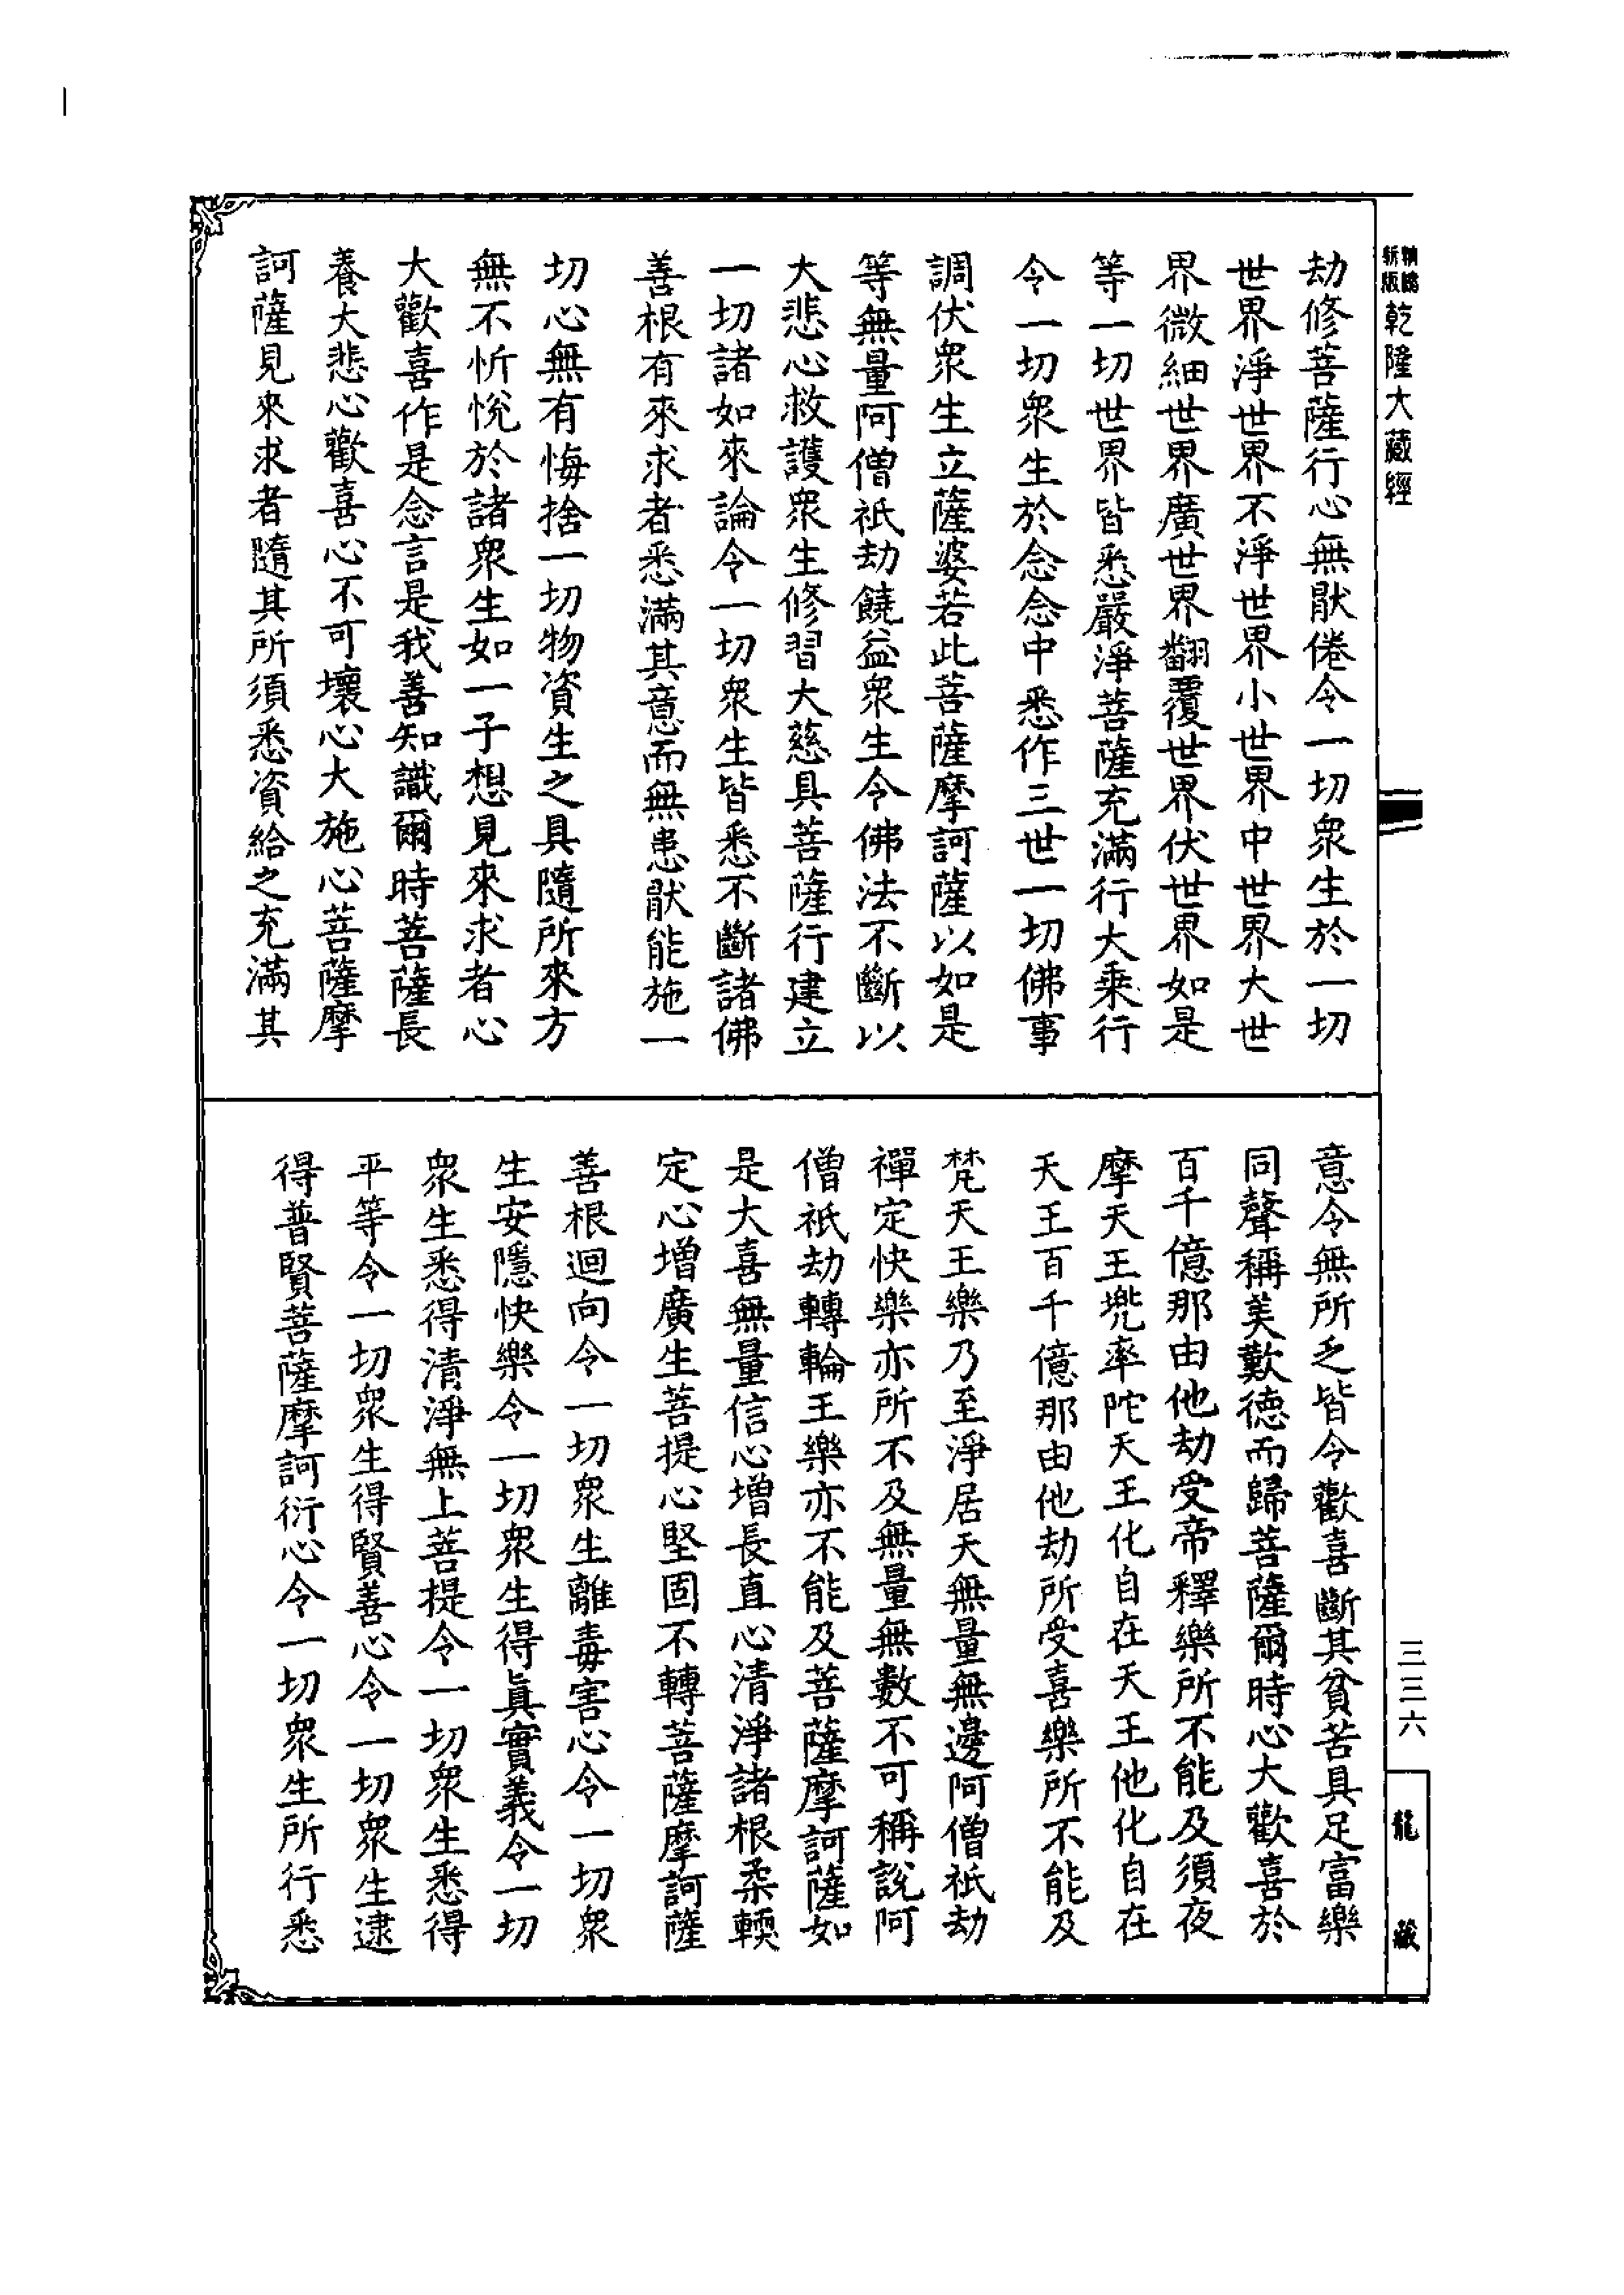 新版
精縮
乾隆大藏經
劫修菩薩行心無猒倦令一切衆生於一切
世界淨世界不淨世界小世界中世界大世
界微細世界廣世界翻覆世界伏世界如是
等一切世界皆悉嚴淨菩薩充滿行大乘行
令一切衆生於念念中悉作三世一切佛事
調伏衆生立薩婆若此菩薩摩訶薩以如是
等無量阿僧祇劫饒益衆生令佛法不斷以
大悲心救護衆生修習大慈具菩薩行建立
一切諸如來論令一切衆生皆悉不斷諸佛
善根有來求者悉滿其意而無恚猒能施一
切心無有悔捨一切物資生之具隨所來方
無不忻悅於諸衆生如一子想見來求者心
大歡喜作是念言是我善知識爾時菩薩長
養大悲心歡喜心不可壞心大施心菩薩摩
訶薩見來求者隨其所須悉資給之充滿其
意令無所乏皆令歡喜斷其貧苦具足富樂
同聲稱美歎德而歸菩薩爾時心大歡喜於
百千億那由他劫受帝釋樂所不能及須夜
摩天王兠率陀天王化自在天王他化自在
天王百千億那由他劫所受喜樂所不能及
梵天王樂乃至淨居天無量無邊阿僧祇劫
禪定快樂亦所不及無量無數不可稱說阿
僧祇劫轉輪王樂亦不能及菩薩摩訶薩如
是大喜無量信心增長直心清淨諸根柔輭
定心增廣生菩提心堅固不轉菩薩摩訶薩
善根迴向令一切衆生離毒害心令一切衆
生安隱快樂令一切衆生得眞實義令一切
衆生悉得清淨無上菩提令一切衆生悉得
平等令一切衆生得賢善心令一切衆生逮
得普賢菩薩摩訶衍心令一切衆生所行悉
三三六
龍藏